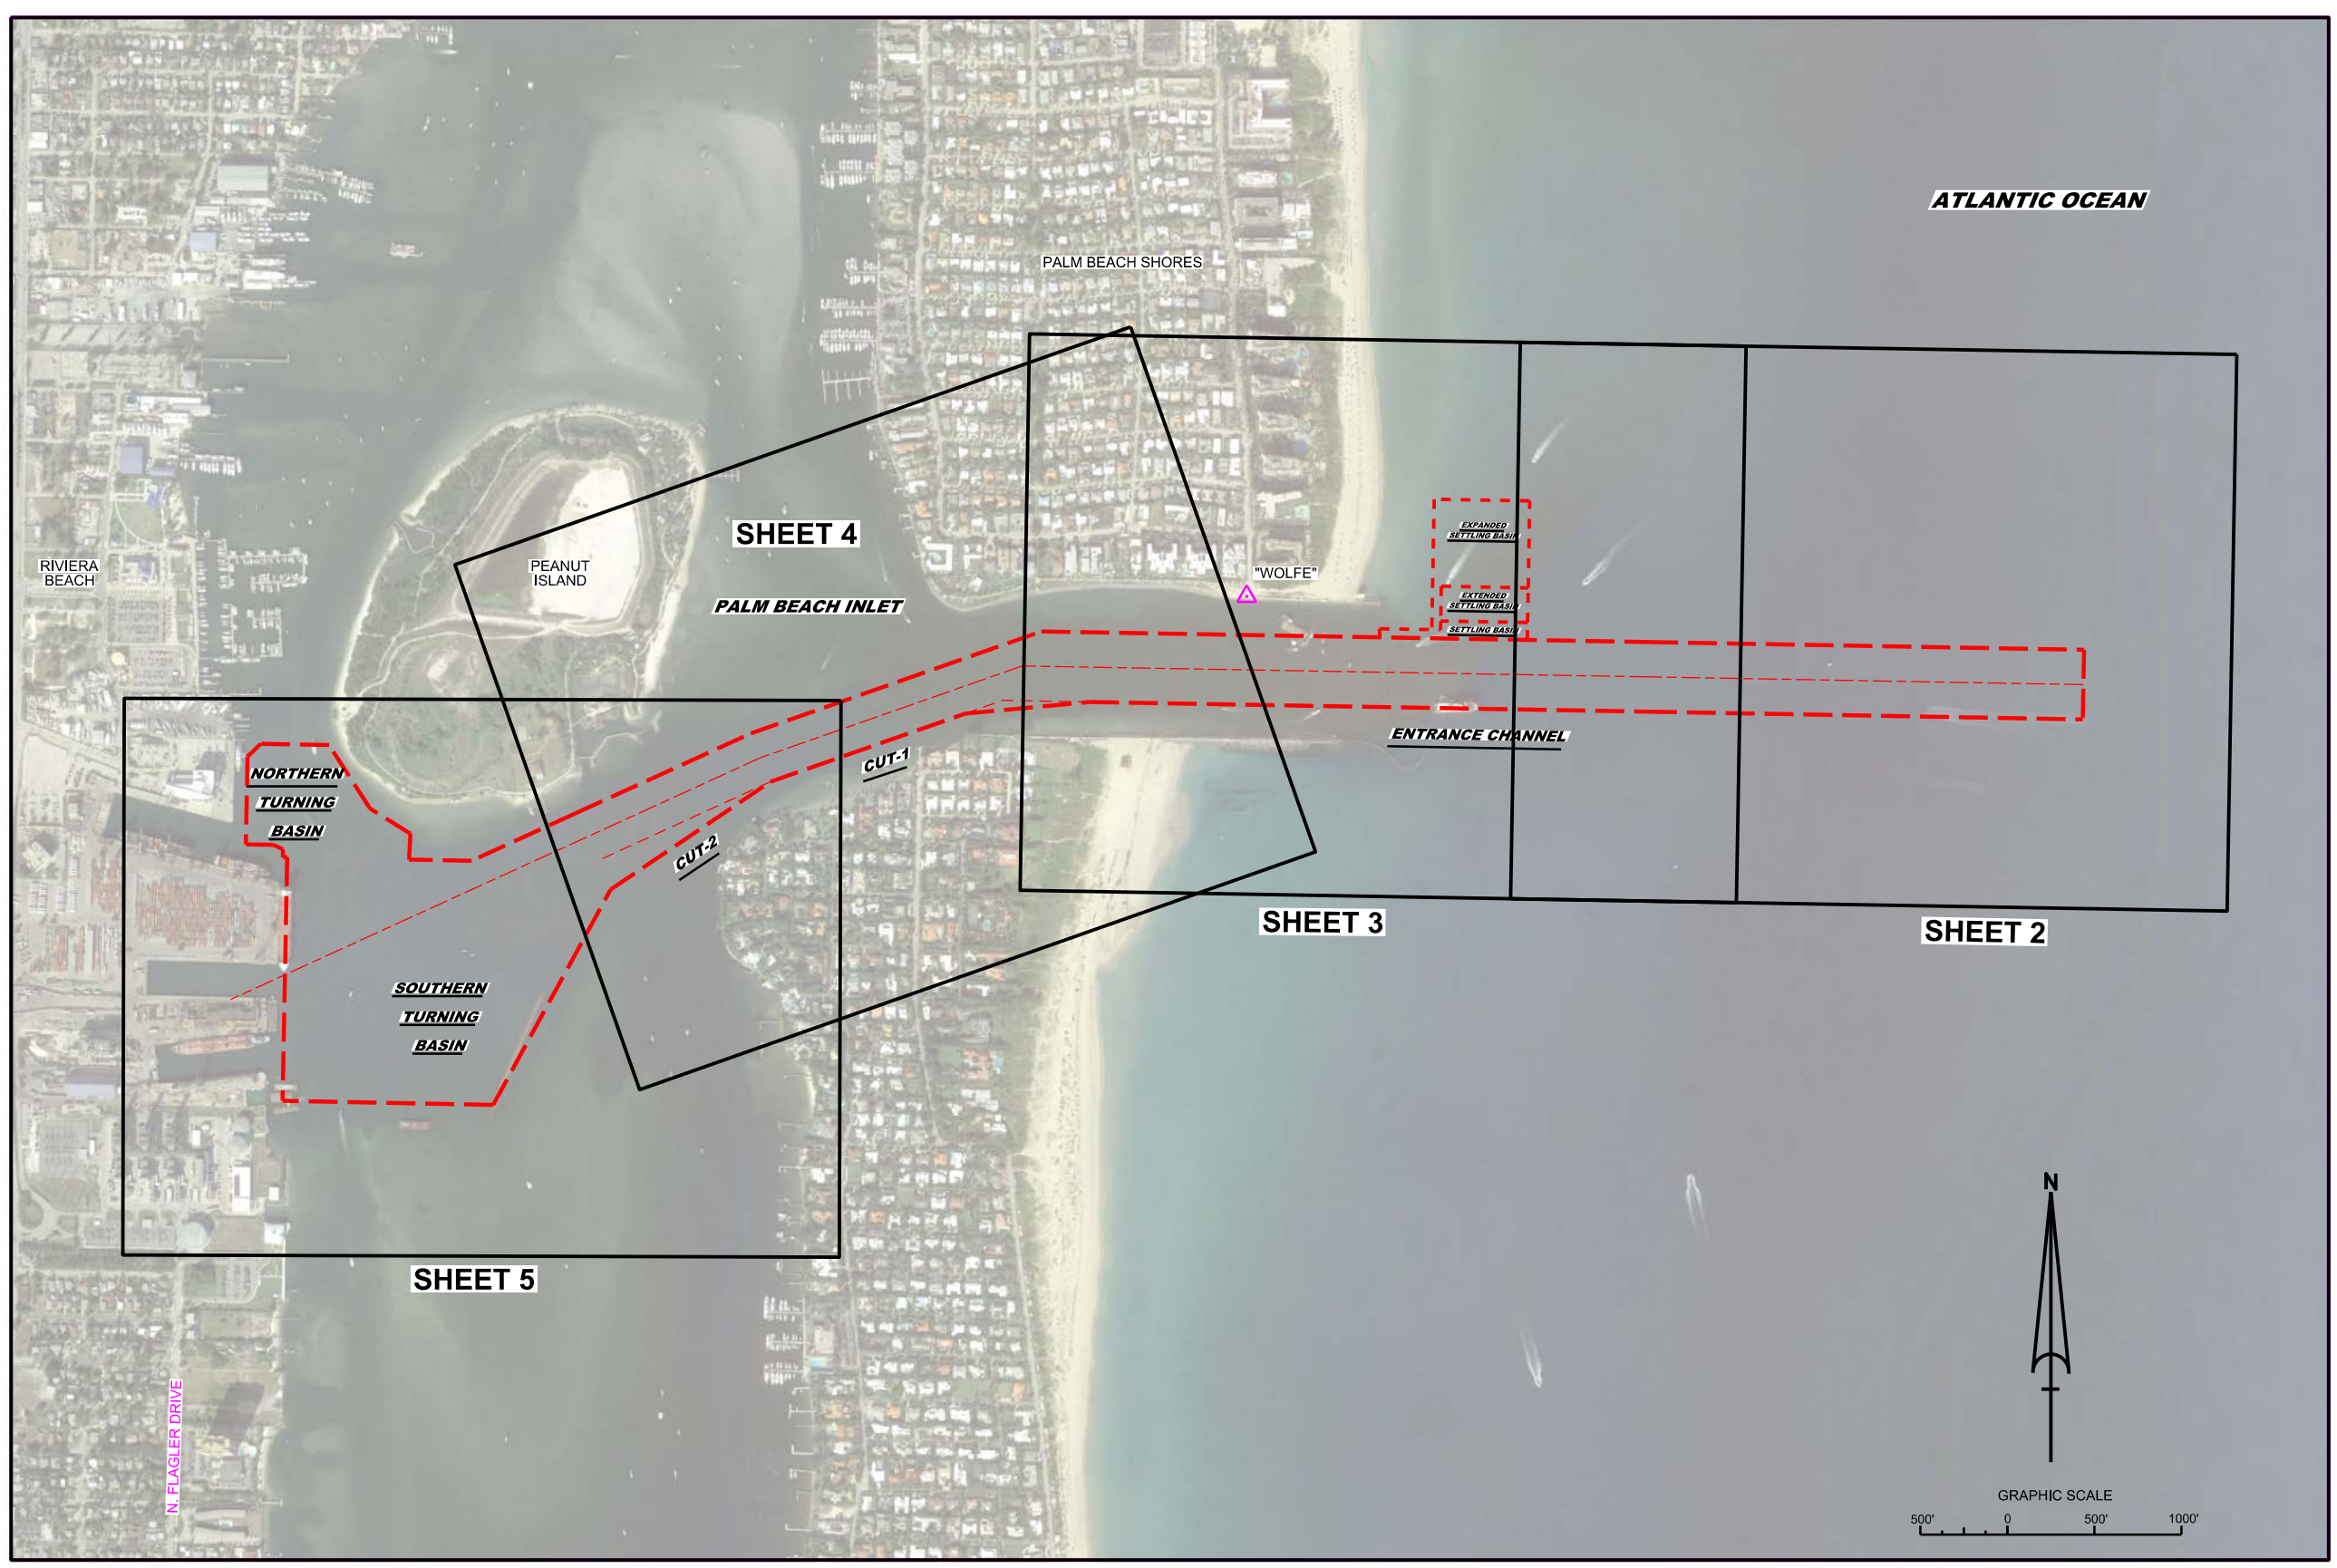 ATLANTIC OCEAN
PALM BEACH SHORES
SHEET 4
EXPANDED
SETTLING BASIN
RIVIERA
BEACH
PEANUT
ISLAND
"WOLFE"
EXTENDED
SETTLING BASIN
PALM BEACH INLET
SETTLING BASIN
ENTRANCE CHANNEL
CUT-1
NORTHERN
TURNING
BASIN
CUT-2
SHEET 3
SHEET 2
SOUTHERN
TURNING
BASIN
N
SHEET 5
N. FLAGLER DRIVE
GRAPHIC SCALE
500' 0 500' 1000'